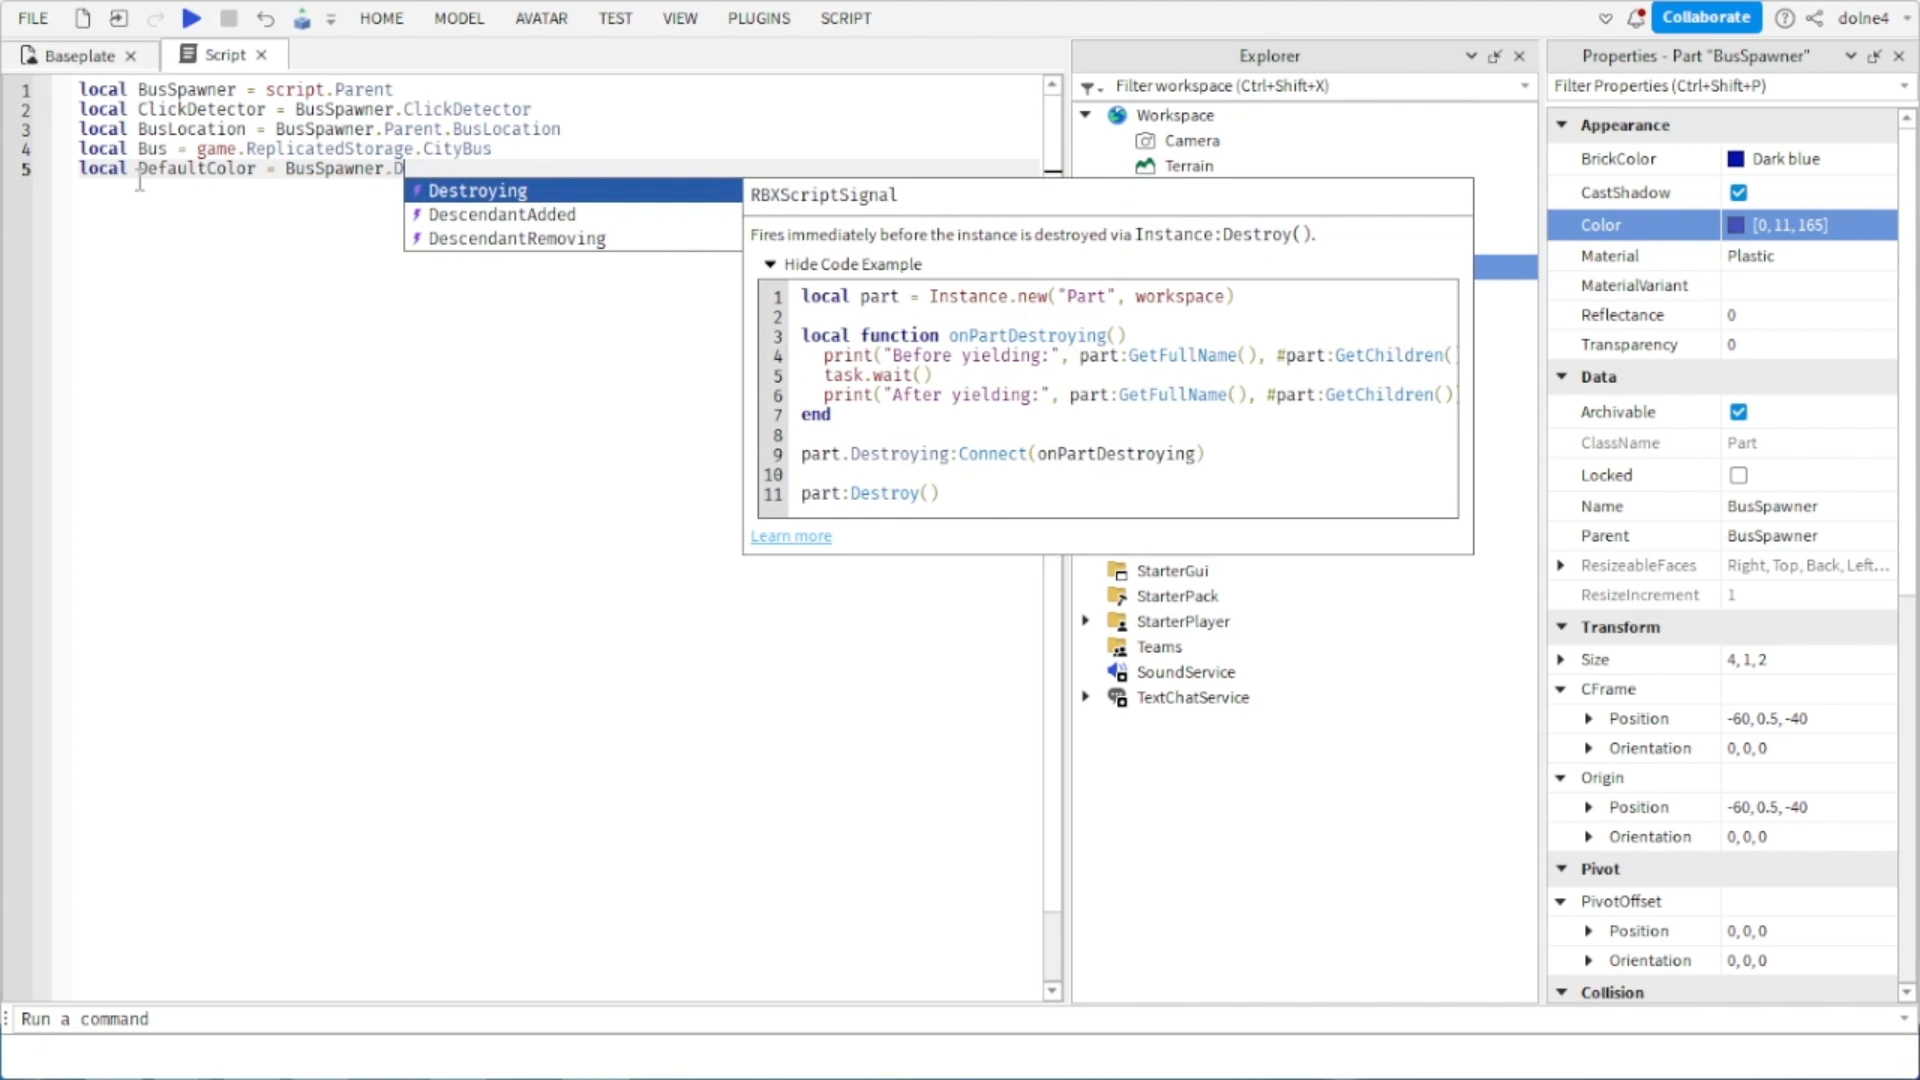 FILE HOME MODEL AVATAR TEST VIEW PLUGINS SCRIPT Collaborate dolne4
Baseplate Script
1 local BusSpawner = script.Parent
2 local ClickDetector = BusSpawner.ClickDetector
3 local BusLocation = BusSpawner.Parent.BusLocation
4 local Bus = game.ReplicatedStorage.CityBus
5 local DefaultColor = BusSpawner.D
Destroying
DescendantAdded
DescendantRemoving
RBXScriptSignal
Fires immediately before the instance is destroyed via Instance:Destroy().
Hide Code Example
1 local part = Instance.new("Part", workspace)
2
3 local function onPartDestroying()
4 print("Before yielding:", part:GetFullName(), #part:GetChildren(
5 task.wait()
6 print("After yielding:", part:GetFullName(), #part:GetChildren()
7 end
8
9 part.Destroying:Connect(onPartDestroying)
10
11 part:Destroy()
Learn more
Explorer
Filter workspace (Ctrl+Shift+X)
Workspace
Camera
Terrain
StarterGui
StarterPack
StarterPlayer
Teams
SoundService
TextChatService
Properties - Part "BusSpawner"
Filter Properties (Ctrl+Shift+P)
Appearance
BrickColor Dark blue
CastShadow
Color [0, 11, 165]
Material Plastic
MaterialVariant
Reflectance 0
Transparency 0
Data
Archivable
ClassName Part
Locked
Name BusSpawner
Parent BusSpawner
ResizeableFaces Right, Top, Back, Left...
ResizeIncrement 1
Transform
Size 4, 1, 2
CFrame
Position -60, 0.5, -40
Orientation 0, 0, 0
Origin
Position -60, 0.5, -40
Orientation 0, 0, 0
Pivot
PivotOffset
Position 0, 0, 0
Orientation 0, 0, 0
Collision
Run a command